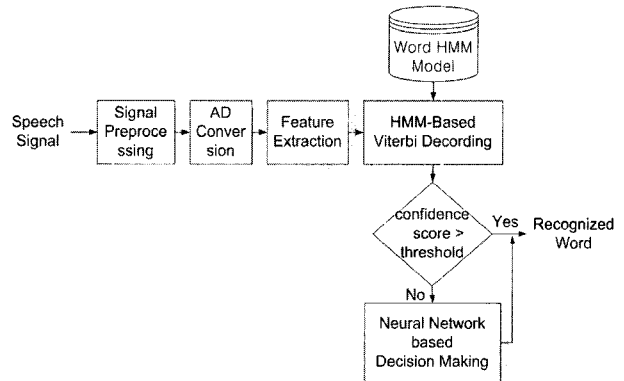 Word HMM
Model
Speech
Signal
Signal
Preproce
ssing
AD
Conver
sion
Feature
Extraction
HMM-Based
Viterbi Decording
confidence
score >
threshold
Yes
Recognized
Word
No
Neural Network
based
Decision Making